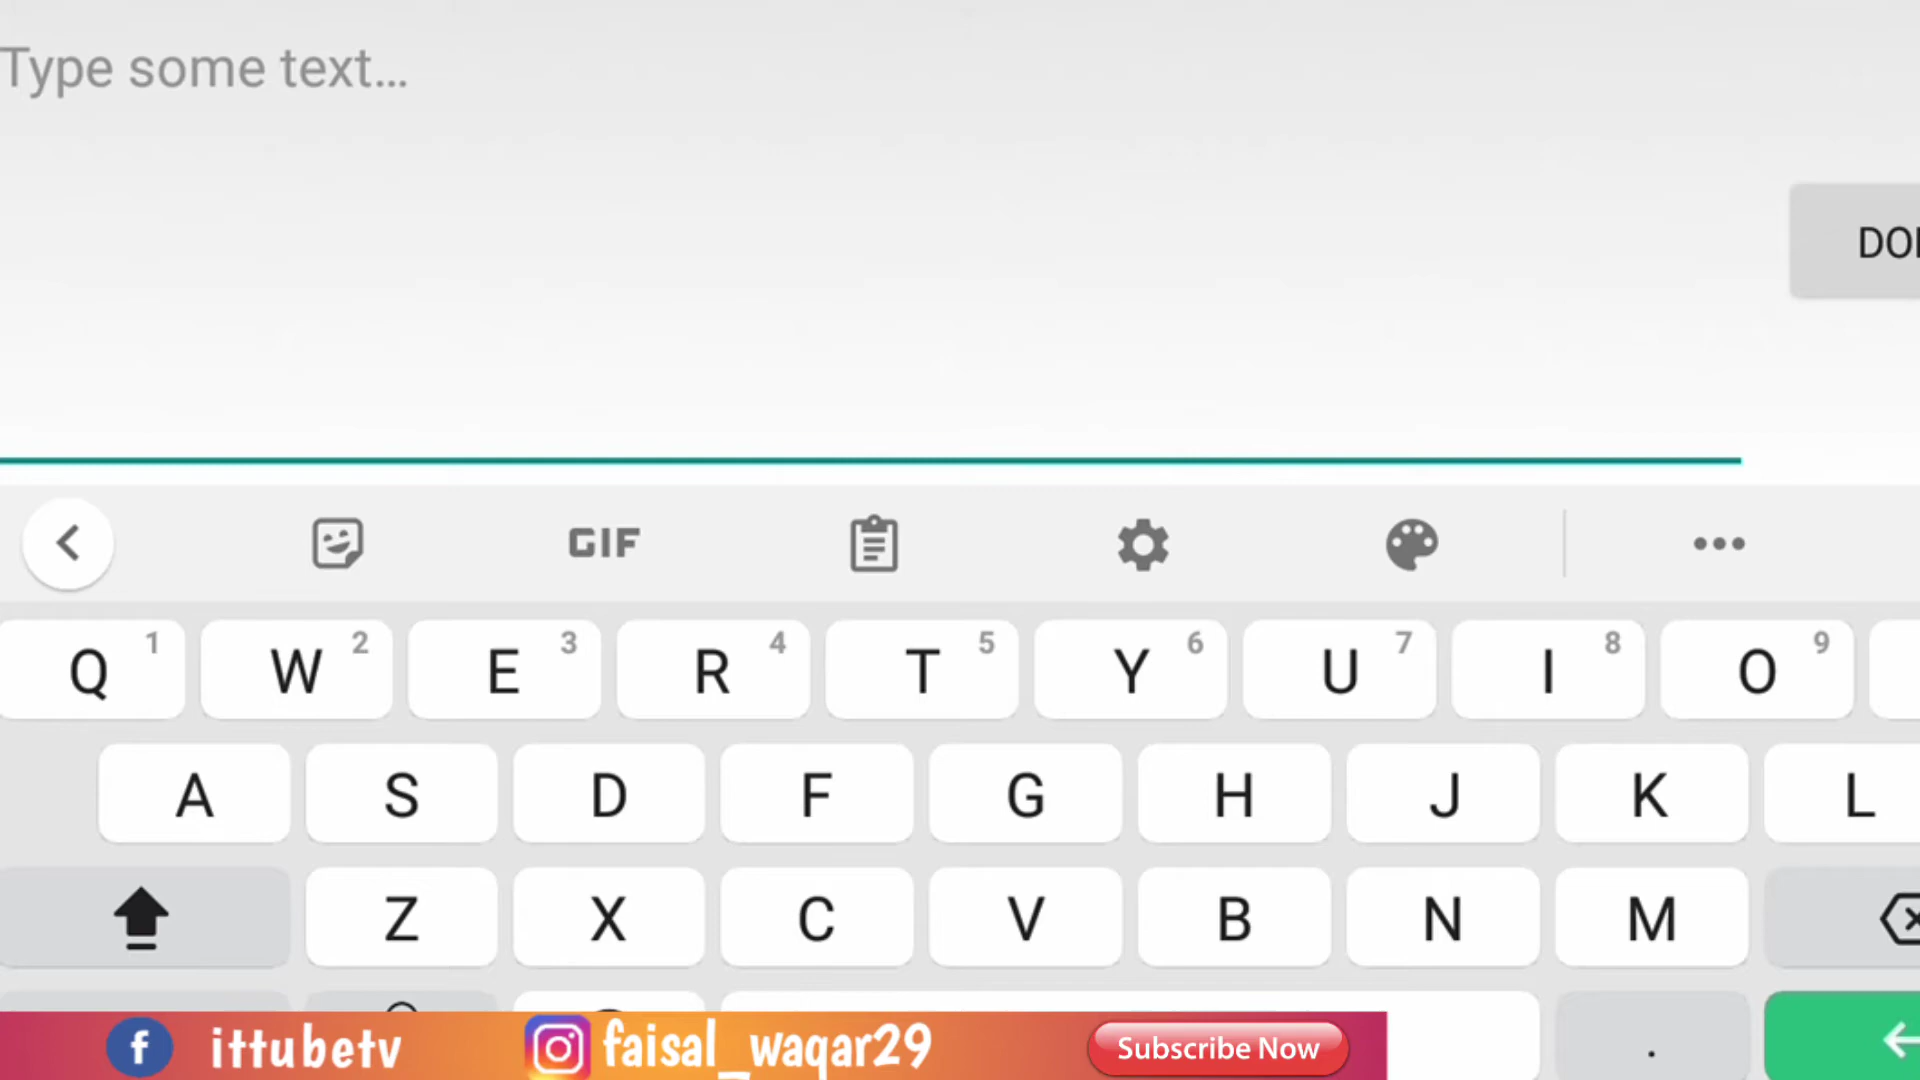 Type some text...
DO
GIF
Q 1 W 2 E 3 R 4 T 5 Y 6 U 7 I 8 O 9
A S D F G H J K L
Z X C V B N M
.
f ittubetv faisal_waqar29 Subscribe Now